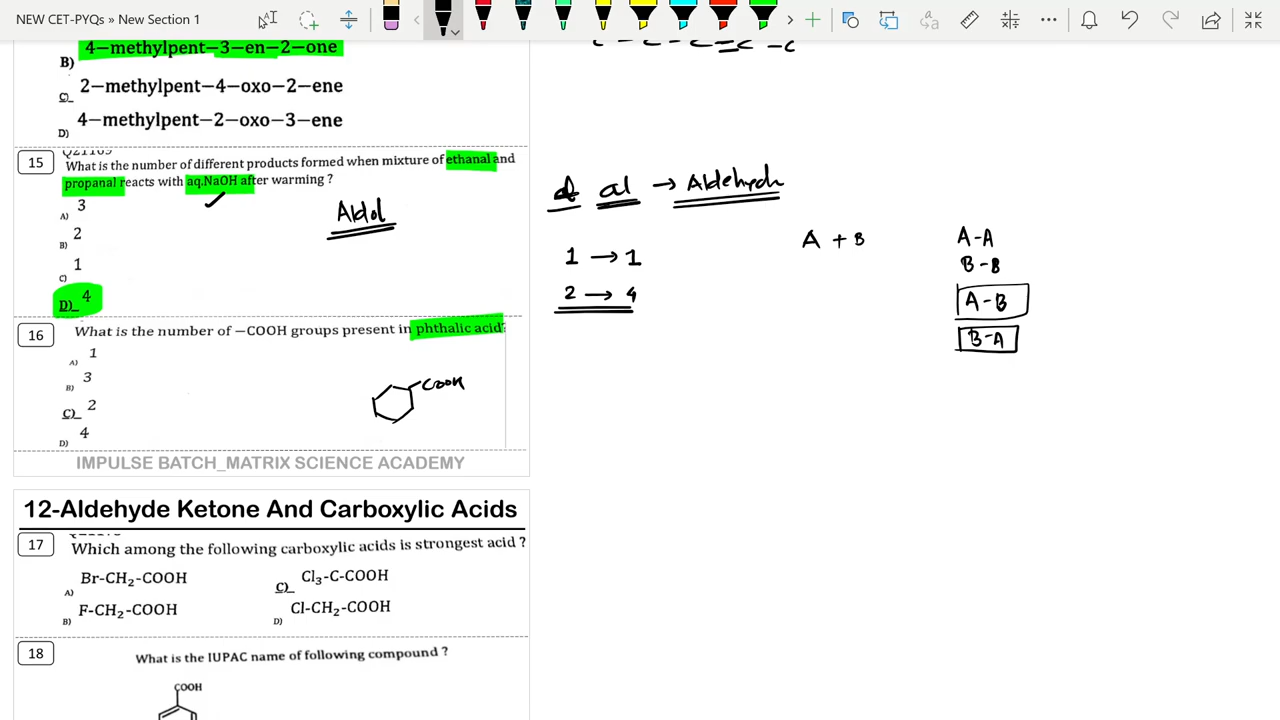 NEW CET-PYQs » New Section 1
4−methylpent−3−en−2−one
B)
2−methylpent−4−oxo−2−ene
C)
4−methylpent−2−oxo−3−ene
D)
15
What is the number of different products formed when mixture of ethanal and
propanal reacts with aq.NaOH after warming ?
3
A)
2
B)
1
C)
4
D)
Aldol
al → Aldehyde
1 → 1
2 → 4
A + B
A-A
B-B
A-B
B-A
16
What is the number of −COOH groups present in phthalic acid?
1
A)
3
B)
2
C)
4
D)
COOH
IMPULSE BATCH_MATRIX SCIENCE ACADEMY
12-Aldehyde Ketone And Carboxylic Acids
17
Which among the following carboxylic acids is strongest acid ?
Br-CH₂-COOH
A)
Cl₃-C-COOH
C)
F-CH₂-COOH
B)
Cl-CH₂-COOH
D)
18
What is the IUPAC name of following compound ?
COOH